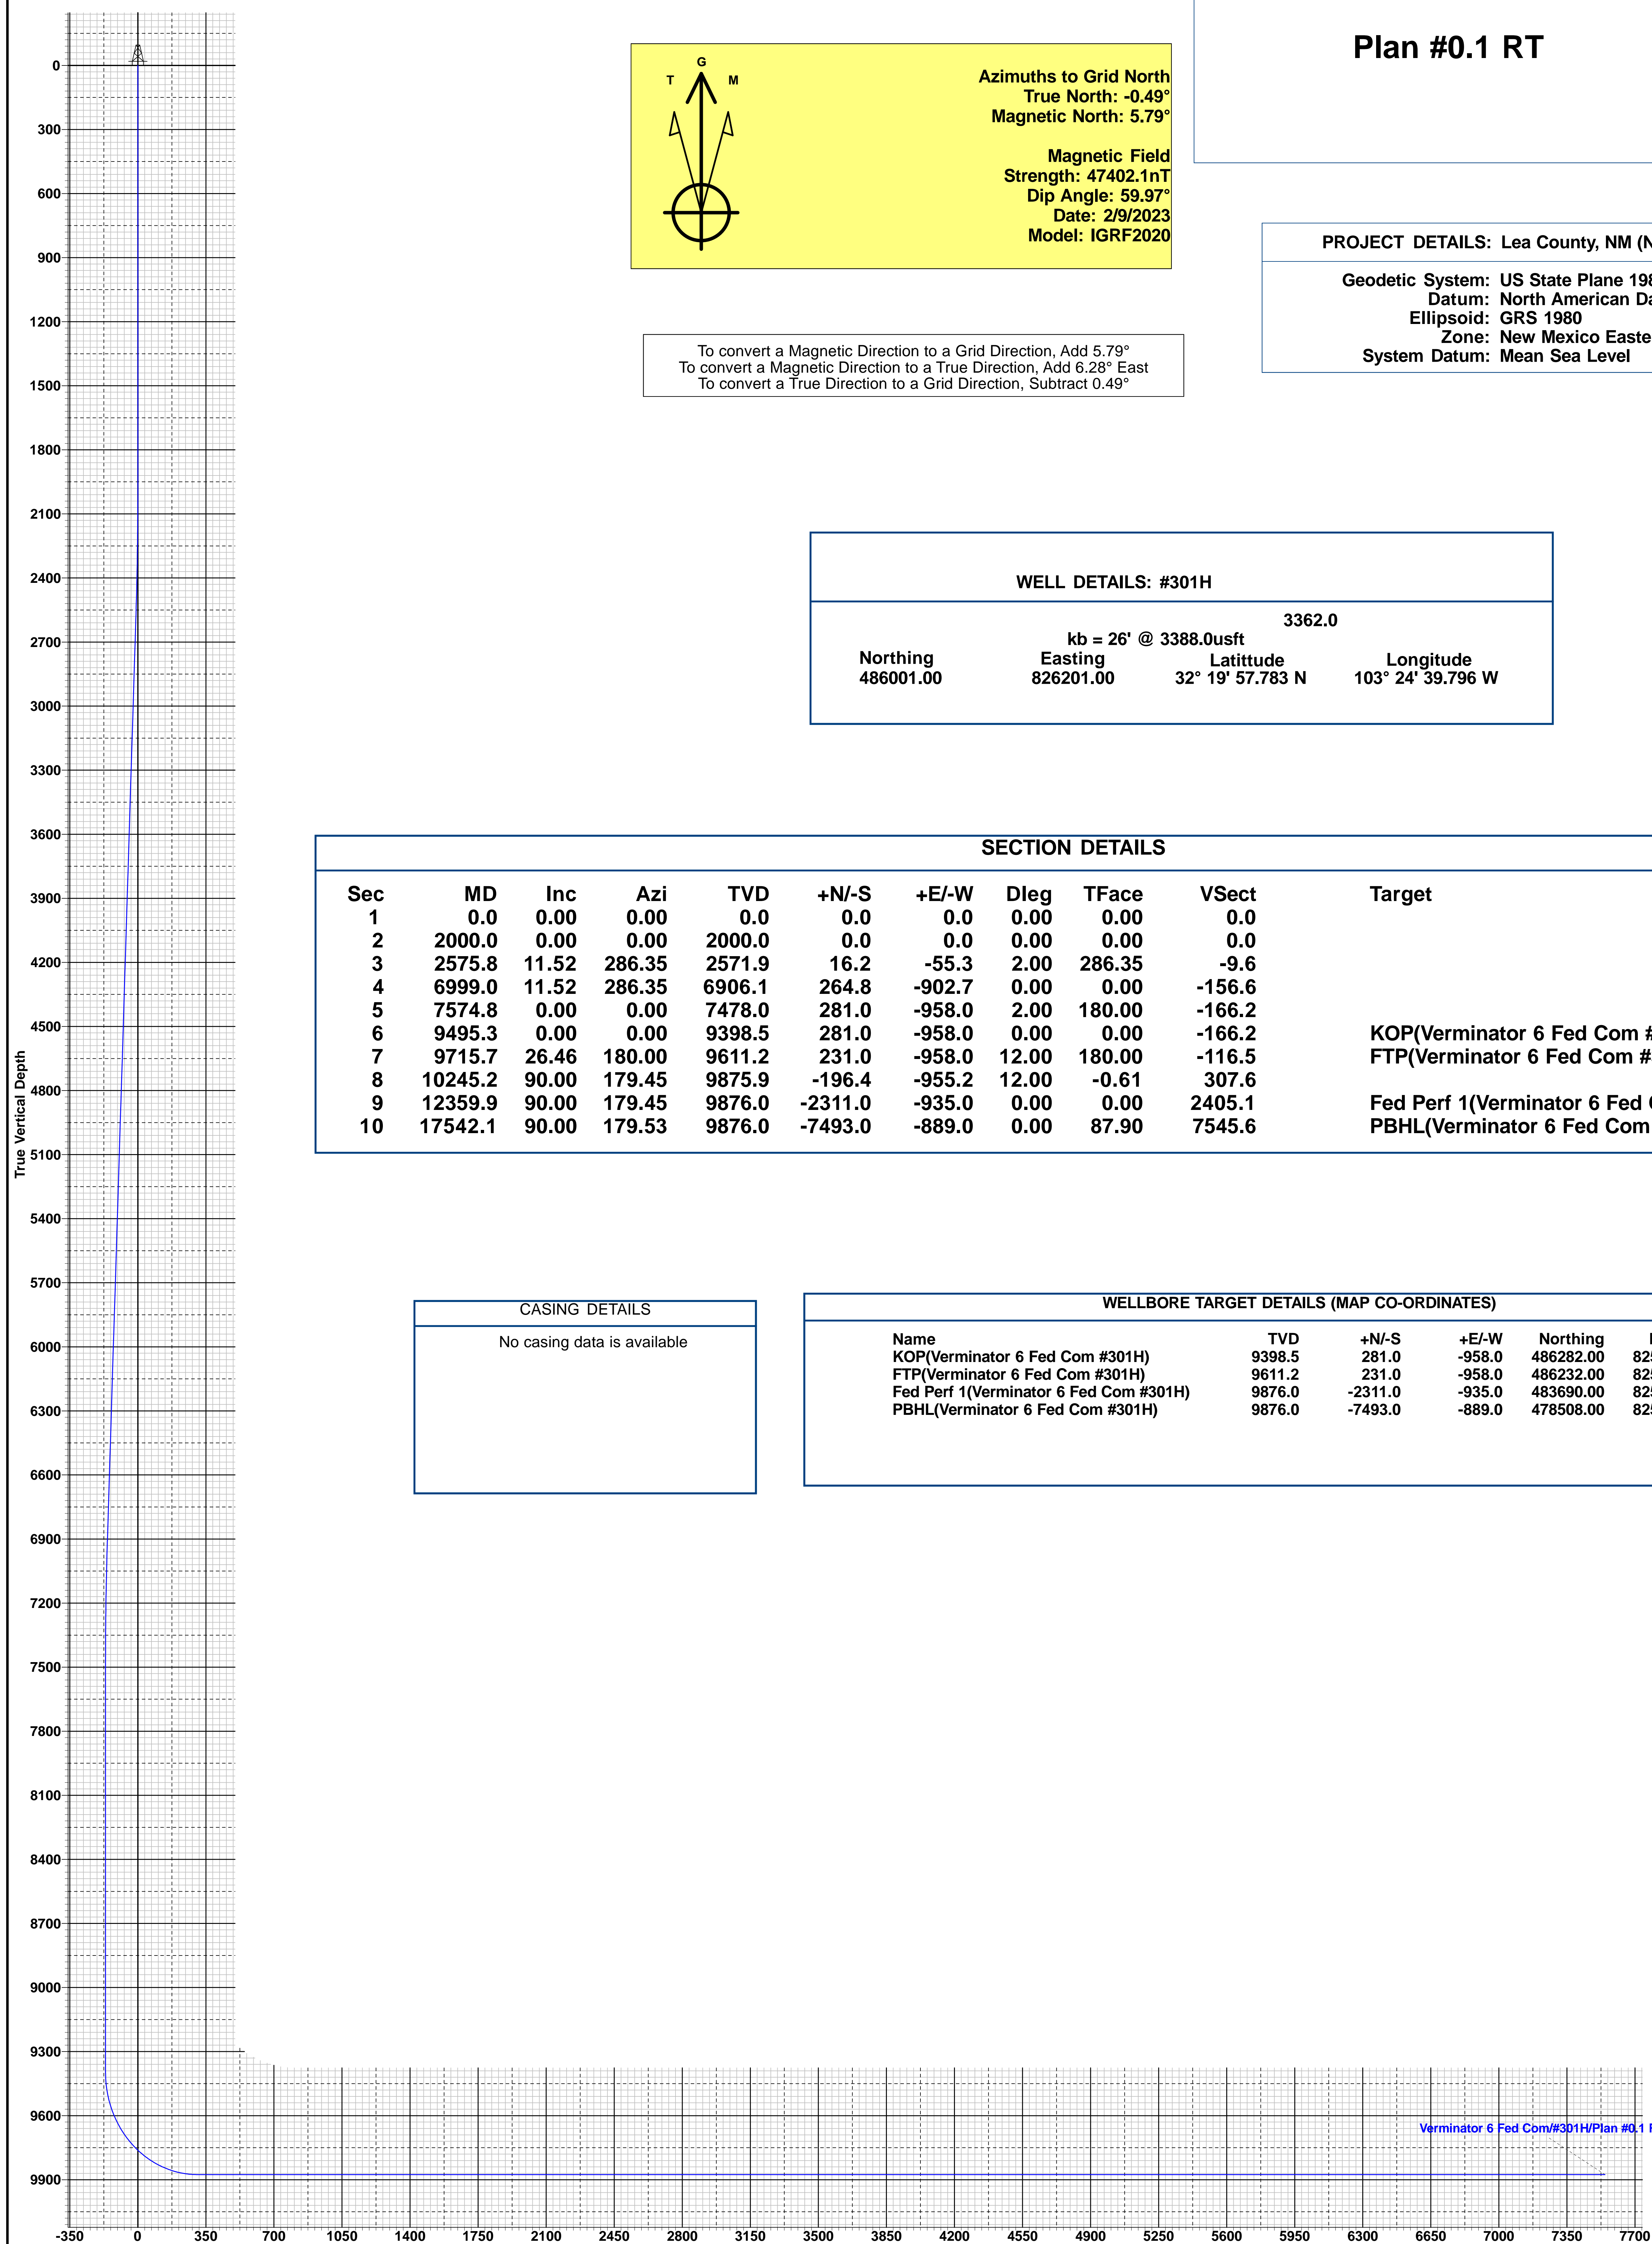 Plan #0.1 RT
G
T M
Azimuths to Grid North
True North: -0.49°
Magnetic North: 5.79°
Magnetic Field
Strength: 47402.1nT
Dip Angle: 59.97°
Date: 2/9/2023
Model: IGRF2020
PROJECT DETAILS: Lea County, NM (N
Geodetic System: US State Plane 198
Datum: North American Da
Ellipsoid: GRS 1980
Zone: New Mexico Easte
System Datum: Mean Sea Level
To convert a Magnetic Direction to a Grid Direction, Add 5.79°
To convert a Magnetic Direction to a True Direction, Add 6.28° East
To convert a True Direction to a Grid Direction, Subtract 0.49°
WELL DETAILS: #301H
3362.0
kb = 26' @ 3388.0usft
Northing Easting Latittude Longitude
486001.00 826201.00 32° 19' 57.783 N 103° 24' 39.796 W
SECTION DETAILS
Sec MD Inc Azi TVD +N/-S +E/-W Dleg TFace VSect Target
1 0.0 0.00 0.00 0.0 0.0 0.0 0.00 0.00 0.0
2 2000.0 0.00 0.00 2000.0 0.0 0.0 0.00 0.00 0.0
3 2575.8 11.52 286.35 2571.9 16.2 -55.3 2.00 286.35 -9.6
4 6999.0 11.52 286.35 6906.1 264.8 -902.7 0.00 0.00 -156.6
5 7574.8 0.00 0.00 7478.0 281.0 -958.0 2.00 180.00 -166.2
6 9495.3 0.00 0.00 9398.5 281.0 -958.0 0.00 0.00 -166.2 KOP(Verminator 6 Fed Com #
7 9715.7 26.46 180.00 9611.2 231.0 -958.0 12.00 180.00 -116.5 FTP(Verminator 6 Fed Com #
8 10245.2 90.00 179.45 9875.9 -196.4 -955.2 12.00 -0.61 307.6
9 12359.9 90.00 179.45 9876.0 -2311.0 -935.0 0.00 0.00 2405.1 Fed Perf 1(Verminator 6 Fed
10 17542.1 90.00 179.53 9876.0 -7493.0 -889.0 0.00 87.90 7545.6 PBHL(Verminator 6 Fed Com
CASING DETAILS
No casing data is available
WELLBORE TARGET DETAILS (MAP CO-ORDINATES)
Name TVD +N/-S +E/-W Northing
KOP(Verminator 6 Fed Com #301H) 9398.5 281.0 -958.0 486282.00 825
FTP(Verminator 6 Fed Com #301H) 9611.2 231.0 -958.0 486232.00 825
Fed Perf 1(Verminator 6 Fed Com #301H) 9876.0 -2311.0 -935.0 483690.00 825
PBHL(Verminator 6 Fed Com #301H) 9876.0 -7493.0 -889.0 478508.00 825
True Vertical Depth
0
300
600
900
1200
1500
1800
2100
2400
2700
3000
3300
3600
3900
4200
4500
4800
5100
5400
5700
6000
6300
6600
6900
7200
7500
7800
8100
8400
8700
9000
9300
9600
9900
Verminator 6 Fed Com/#301H/Plan #0.1
-350 0 350 700 1050 1400 1750 2100 2450 2800 3150 3500 3850 4200 4550 4900 5250 5600 5950 6300 6650 7000 7350 7700